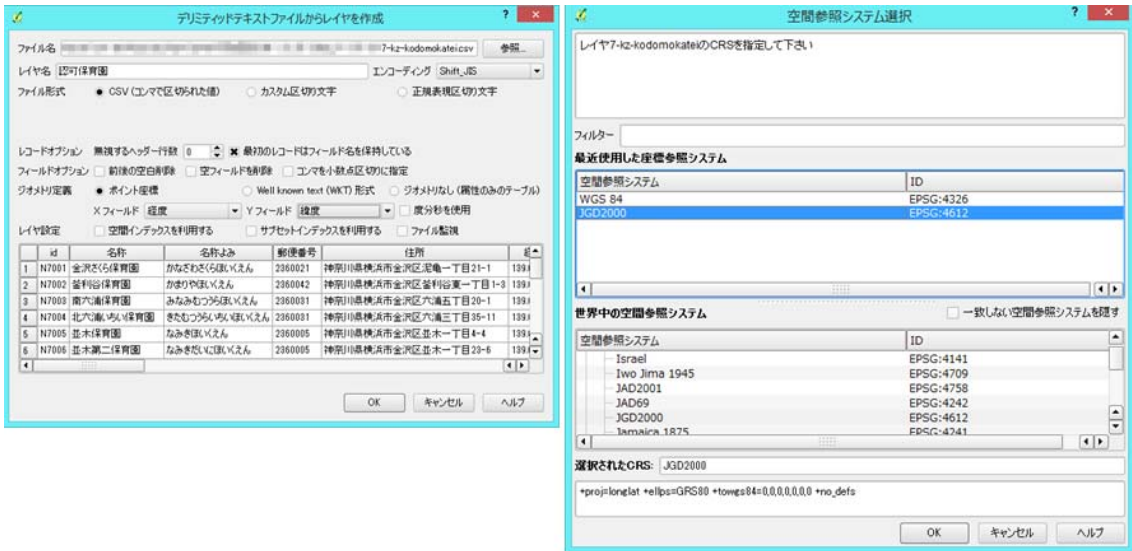 デリミティッドテキストファイルからレイヤを作成
ファイル名 7-kz-kodomokatei.csv 参照...
レイヤ名 認可保育園 エンコーディング Shift_JIS
ファイル形式 CSV (コンマで区切られた値) カスタム区切り文字 正規表現区切り文字
レコードオプション 無視するヘッダー行数 0 最初のレコードはフィールド名を保持している
フィールドオプション 前後の空白削除 空フィールドを削除 コンマを小数点区切りに指定
ジオメトリ定義 ポイント座標 Well known text (WKT) 形式 ジオメトリなし (属性のみのテーブル)
Xフィールド 経度 Yフィールド 緯度 度分秒を使用
レイヤ設定 空間インデックスを利用する サブセットインデックスを利用する ファイル監視
id 名称 名称よみ 郵便番号 住所
1 N7001 金沢さくら保育園 かなざわさくらほいくえん 2360021 神奈川県横浜市金沢区泥亀一丁目21-1
2 N7002 釜利谷保育園 かまりやほいくえん 2360042 神奈川県横浜市金沢区釜利谷東一丁目1-3
3 N7003 南六浦保育園 みなみむつうらほいくえん 2360031 神奈川県横浜市金沢区六浦五丁目20-1
4 N7004 北六浦いちい保育園 きたむつうらいちいほいくえん 2360031 神奈川県横浜市金沢区六浦三丁目35-11
5 N7005 並木保育園 なみきほいくえん 2360005 神奈川県横浜市金沢区並木一丁目4-4
6 N7006 並木第二保育園 なみきだいにほいくえん 2360005 神奈川県横浜市金沢区並木一丁目23-6
OK キャンセル ヘルプ
空間参照システム選択
レイヤ7-kz-kodomokateiのCRSを指定して下さい
フィルター
最近使用した座標参照システム
空間参照システム ID
WGS 84 EPSG:4326
JGD2000 EPSG:4612
世界中の空間参照システム 一致しない空間参照システムを隠す
空間参照システム ID
Israel EPSG:4141
Iwo Jima 1945 EPSG:4709
JAD2001 EPSG:4758
JAD69 EPSG:4242
JGD2000 EPSG:4612
Jamaica 1875 EPSG:4241
選択されたCRS: JGD2000
+proj=longlat +ellps=GRS80 +towgs84=0,0,0,0,0,0,0 +no_defs
OK キャンセル ヘルプ